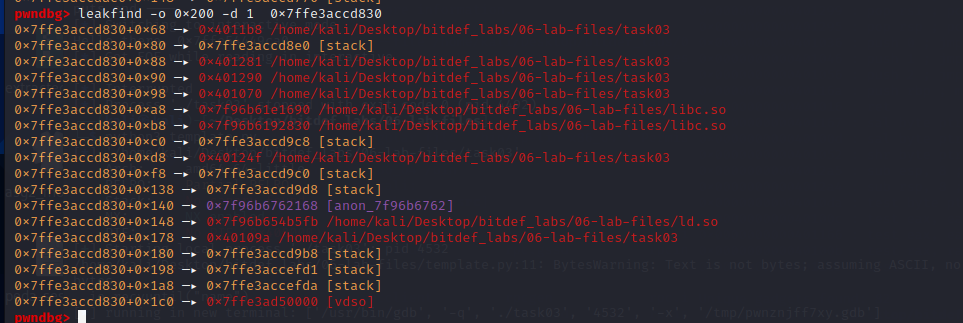 pwndbg> leakfind -o 0×200 -d 1  0×7ffe3accd830
0×7ffe3accd830+0×68 —▸ 0×4011b8 /home/kali/Desktop/bitdef_labs/06-lab-files/task03
0×7ffe3accd830+0×80 —▸ 0×7ffe3accd8e0 [stack]
0×7ffe3accd830+0×88 —▸ 0×401281 /home/kali/Desktop/bitdef_labs/06-lab-files/task03
0×7ffe3accd830+0×90 —▸ 0×401290 /home/kali/Desktop/bitdef_labs/06-lab-files/task03
0×7ffe3accd830+0×98 —▸ 0×401070 /home/kali/Desktop/bitdef_labs/06-lab-files/task03
0×7ffe3accd830+0×a8 —▸ 0×7f96b61e1690 /home/kali/Desktop/bitdef_labs/06-lab-files/libc.so
0×7ffe3accd830+0×b8 —▸ 0×7f96b6192830 /home/kali/Desktop/bitdef_labs/06-lab-files/libc.so
0×7ffe3accd830+0×c0 —▸ 0×7ffe3accd9c8 [stack]
0×7ffe3accd830+0×d8 —▸ 0×40124f /home/kali/Desktop/bitdef_labs/06-lab-files/task03
0×7ffe3accd830+0×f8 —▸ 0×7ffe3accd9c0 [stack]
0×7ffe3accd830+0×138 —▸ 0×7ffe3accd9d8 [stack]
0×7ffe3accd830+0×140 —▸ 0×7f96b6762168 [anon_7f96b6762]
0×7ffe3accd830+0×148 —▸ 0×7f96b654b5fb /home/kali/Desktop/bitdef_labs/06-lab-files/ld.so
0×7ffe3accd830+0×178 —▸ 0×40109a /home/kali/Desktop/bitdef_labs/06-lab-files/task03
0×7ffe3accd830+0×180 —▸ 0×7ffe3accd9b8 [stack]
0×7ffe3accd830+0×198 —▸ 0×7ffe3accefd1 [stack]
0×7ffe3accd830+0×1a8 —▸ 0×7ffe3accefda [stack]
0×7ffe3accd830+0×1c0 —▸ 0×7ffe3ad50000 [vdso]
pwndbg>